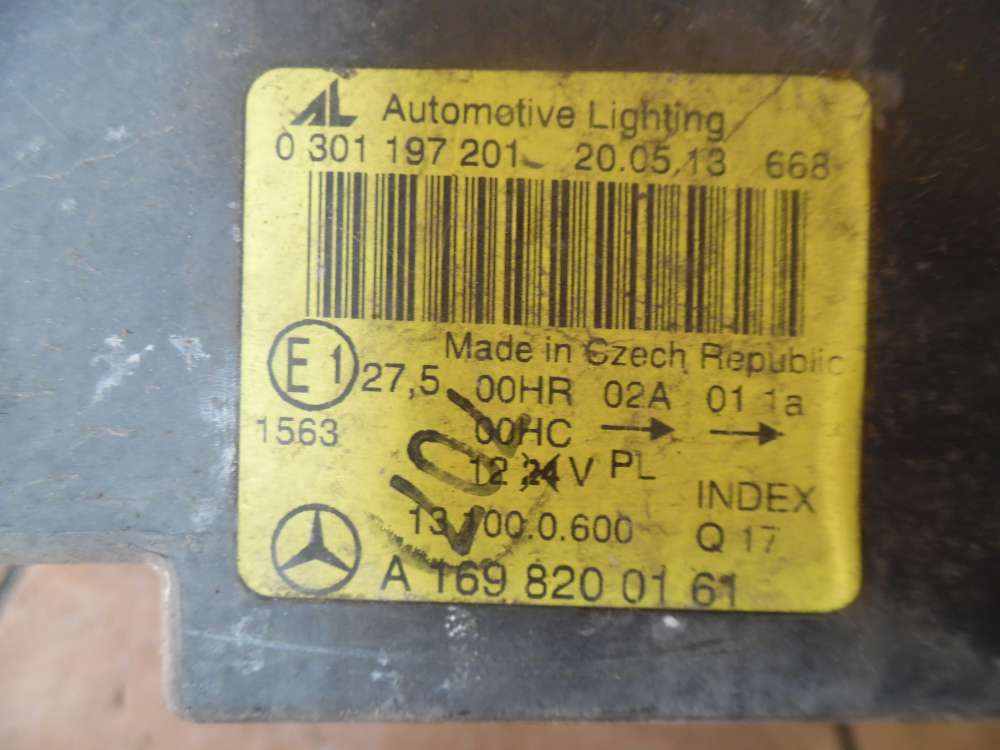 AL Automotive Lighting
0 301 197 201 20.05.13 668
Made in Czech Republic
E1 27,5 00HR 02A 01 1a
1563 00HC → →
12 24 V PL
INDEX
13 100.0.600 Q 17
A 169 820 01 61